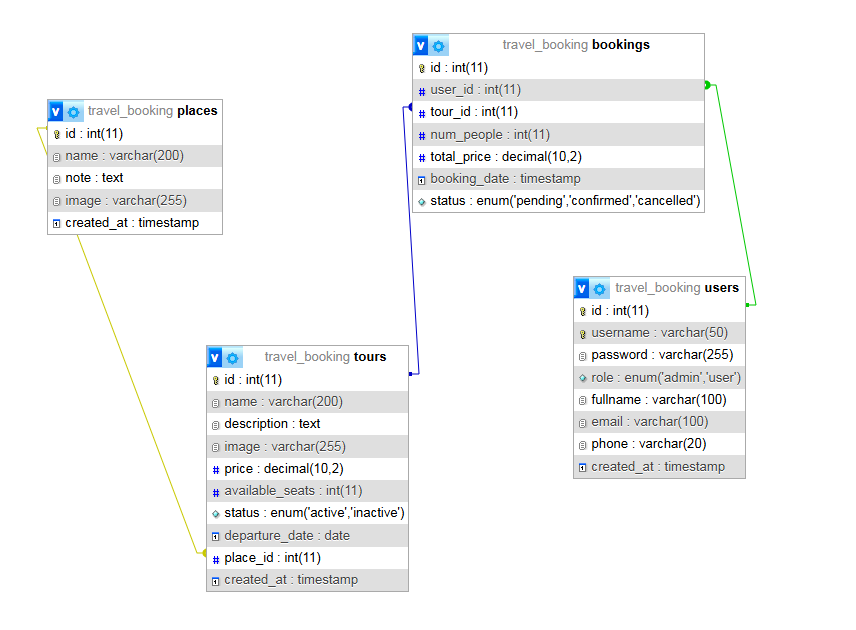 travel_booking bookings
id : int(11)
user_id : int(11)
tour_id : int(11)
num_people : int(11)
total_price : decimal(10,2)
booking_date : timestamp
status : enum('pending','confirmed','cancelled')
travel_booking places
id : int(11)
name : varchar(200)
note : text
image : varchar(255)
created_at : timestamp
travel_booking users
id : int(11)
username : varchar(50)
password : varchar(255)
role : enum('admin','user')
fullname : varchar(100)
email : varchar(100)
phone : varchar(20)
created_at : timestamp
travel_booking tours
id : int(11)
name : varchar(200)
description : text
image : varchar(255)
price : decimal(10,2)
available_seats : int(11)
status : enum('active','inactive')
departure_date : date
place_id : int(11)
created_at : timestamp